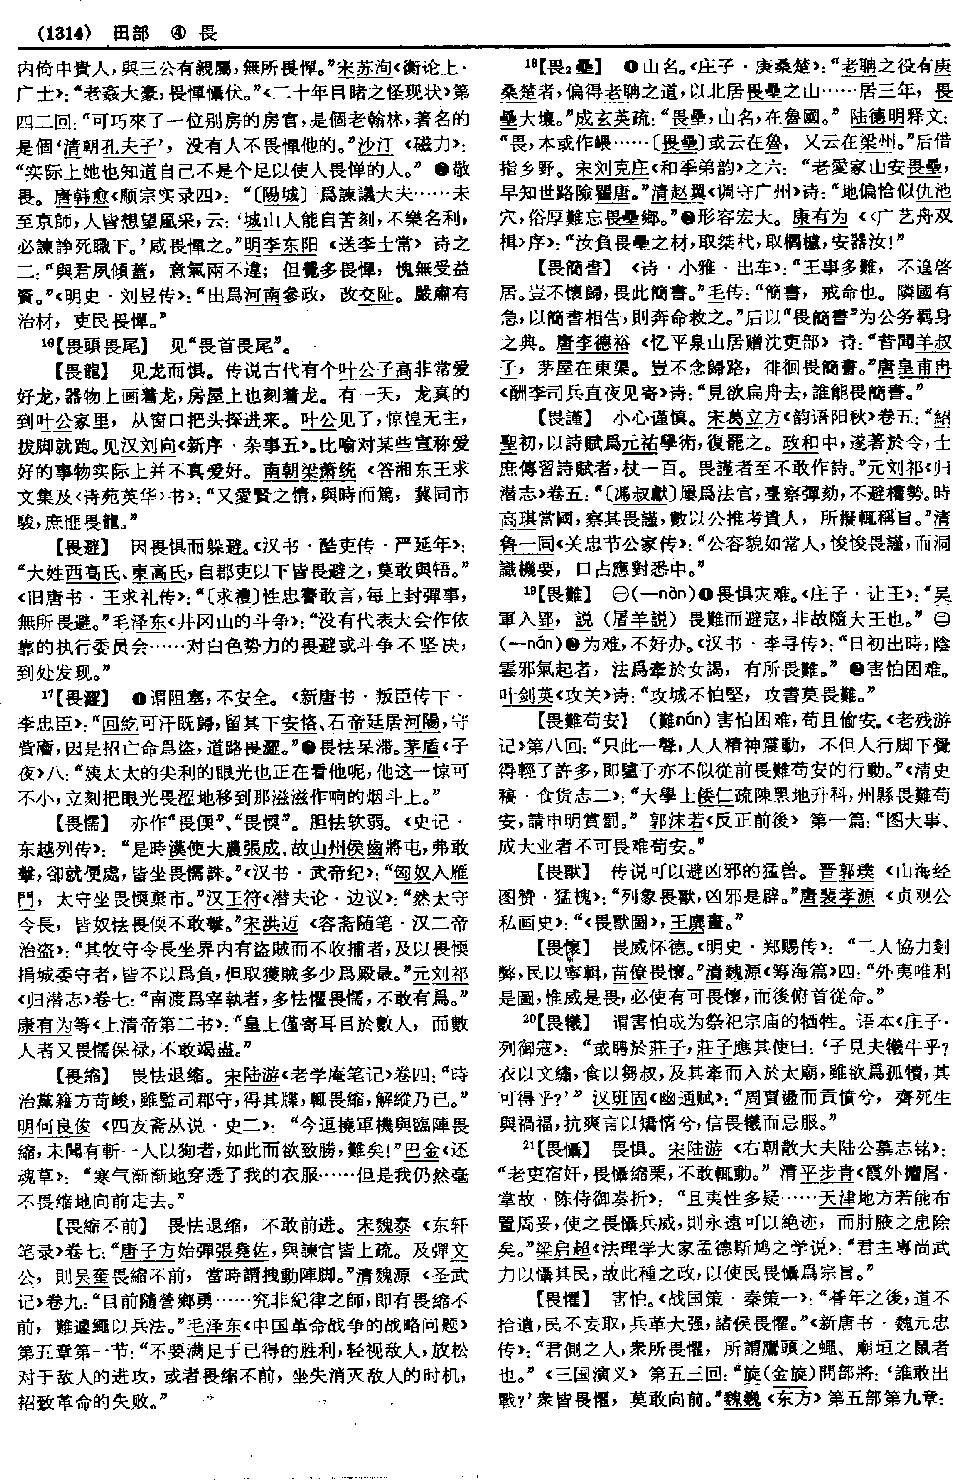 (1314) 田部 ④ 畏
内倚中貴人,與三公有親屬,無所畏憚。”宋苏洵《衡论上·
广士》:“老姦大豪,畏憚懾伏。”《二十年目睹之怪现状》第
四二回:“可巧來了一位别房的房官,是個老翰林,著名的
是個‘清朝孔夫子’,没有人不畏憚他的。”沙汀《磁力》:
“实际上她也知道自己不是个足以使人畏惮的人。” ❷敬
畏。唐韩愈《顺宗实录四》:“〔陽城〕爲諫議大夫……未
至京師,人皆想望風采,云:‘城山人能自苦刻,不樂名利,
必諫諍死職下。’咸畏憚之。”明李东阳《送李士常》诗之
二:“與君夙傾蓋,意氣兩不違;但覺多畏憚,愧無受益
資。”《明史·刘昱传》:“出爲河南參政,改交阯。嚴肅有
治材,吏民畏憚。”
16【畏頭畏尾】 见“畏首畏尾”。
【畏龍】 见龙而惧。传说古代有个叶公子高非常爱
好龙,器物上画着龙,房屋上也刻着龙。有一天,龙真的
到叶公家里,从窗口把头探进来。叶公见了,惊惶无主,
拔脚就跑。见汉刘向《新序·杂事五》。比喻对某些宣称爱
好的事物实际上并不真爱好。南朝梁萧统《答湘东王求
文集及〈诗苑英华〉书》:“又愛賢之情,與時而篤,冀同市
駿,庶匪畏龍。”
【畏避】 因畏惧而躲避。《汉书·酷吏传·严延年》:
“大姓西高氏、東高氏,自郡吏以下皆畏避之,莫敢與牾。”
《旧唐书·王求礼传》:“〔求禮〕性忠謇敢言,每上封彈事,
無所畏避。”毛泽东《井冈山的斗争》:“没有代表大会作依
靠的执行委员会……对白色势力的畏避或斗争不坚决,
到处发现。”
17【畏澀】 ❶谓阻塞,不安全。《新唐书·叛臣传下·
李忠臣》:“回紇可汗既歸,留其下安恪、石帝廷居河陽,守
貲廥,因是招亡命爲盜,道路畏澀。”❷畏怯呆滞。茅盾《子
夜》八:“姨太太的尖利的眼光也正在看他呢,他这一惊可
不小,立刻把眼光畏涩地移到那滋滋作响的烟斗上。”
【畏懦】 亦作“畏偄”、“畏愞”。胆怯软弱。《史记·
东越列传》:“是時漢使大農張成、故山州侯齒將屯,弗敢
擊,卻就便處,皆坐畏懦誅。”《汉书·武帝纪》:“匈奴入雁
門,太守坐畏愞棄市。”汉王符《潜夫论·边议》:“然太守
令長,皆奴怯畏偄不敢擊。”宋洪迈《容斋随笔·汉二帝
治盗》:“其牧守令長坐界内有盜賊而不收捕者,及以畏愞
捐城委守者,皆不以爲負,但取獲賊多少爲殿最。”元刘祁
《归潜志》卷七:“南渡爲宰執者,多怯懼畏懦,不敢有爲。”
康有为等《上清帝第二书》:“皇上僅寄耳目於數人,而數
人者又畏懦保禄,不敢竭盡。”
【畏缩】 畏怯退缩。宋陆游《老学庵笔记》卷四:“時
治黨籍方苛峻,雖監司郡守,得其牒,輒畏缩,解縱乃已。”
明何良俊《四友斋丛说·史二》:“今逗撓軍機與臨陣畏
缩,未聞有斬一人以徇者,如此而欲致勝,難矣!”巴金《还
魂草》:“寒气渐渐地穿透了我的衣服……但是我仍然毫
不畏缩地向前走去。”
【畏縮不前】 畏怯退缩,不敢前进。宋魏泰《东轩
笔录》卷七:“唐子方始彈張堯佐,與諫官皆上疏。及彈文
公,則吴奎畏縮不前,當時謂拽動陣脚。”清魏源《圣武
记》卷九:“目前隨營鄉勇……究非紀律之師,即有畏縮不
前,難遽繩以兵法。”毛泽东《中国革命战争的战略问题》
第五章第一节:“不要满足于已得的胜利,轻视敌人,放松
对于敌人的进攻,或者畏缩不前,坐失消灭敌人的时机,
招致革命的失败。”
18【畏2壘】 ❶山名。《庄子·庚桑楚》:“老聃之役有庚
桑楚者,偏得老聃之道,以北居畏壘之山……居三年,畏
壘大壤。”成玄英疏:“畏壘,山名,在魯國。” 陆德明释文:
“畏,本或作㟪……〔畏壘〕或云在魯,又云在梁州。”后借
指乡野。宋刘克庄《和季弟韵》之六:“老愛家山安畏壘,
早知世路險瞿唐。”清赵翼《调守广州》诗:“地偏恰似仇池
穴,俗厚難忘畏壘鄉。”❷形容宏大。康有为《〈广艺舟双
楫〉序》:“汝負畏壘之材,取桀杙,取欂櫨,安器汝!”
【畏簡書】 《诗·小雅·出车》:“王事多難,不遑啓
居。豈不懷歸,畏此簡書。”毛传:“簡書,戒命也。隣國有
急,以簡書相告,則奔命救之。”后以“畏簡書”为公务羁身
之典。唐李德裕《忆平泉山居赠沈吏部》诗:“昔聞羊叔
子,茅屋在東渠。豈不念歸路,徘徊畏簡書。”唐皇甫冉
《酬李司兵直夜见寄》诗:“見欲扁舟去,誰能畏簡書。”
【畏謹】 小心谨慎。宋葛立方《韵语阳秋》卷五:“紹
聖初,以詩賦爲元祐學術,復罷之。政和中,遂著於令,士
庶傳習詩賦者,杖一百。畏謹者至不敢作詩。”元刘祁《归
潜志》卷五:“〔馮叔獻〕屢爲法官,臺察彈劾,不避權勢。時
高琪當國,察其畏謹,數以公推考貴人,所擬輒稱旨。”清
鲁一同《关忠节公家传》:“公容貌如常人,悛悛畏謹,而洞
識機要,口占應對悉中。”
19【畏難】 ㊀(—nàn)❶畏惧灾难。《庄子·让王》:“吴
軍入郢,説(屠羊説)畏難而避寇,非故隨大王也。” ㊁
(—nán)❶为难,不好办。《汉书·李寻传》:“日初出時,陰
雲邪氣起者,法爲牽於女謁,有所畏難。” ❷害怕困难。
叶剑英《攻关》诗:“攻城不怕堅,攻書莫畏難。”
【畏難苟安】 (難nán)害怕困难,苟且偷安。《老残游
记》第八回:“只此一聲,人人精神震動,不但人行脚下覺
得輕了許多,即驢子亦不似從前畏難苟安的行動。”《清史
稿·食货志二》:“大學士倭仁疏陳黑地升科,州縣畏難苟
安,請申明賞罰。” 郭沫若《反正前後》第一篇:“图大事、
成大业者不可畏难苟安。”
【畏獸】 传说可以避凶邪的猛兽。晋郭璞《山海经
图赞·猛槐》:“列象畏獸,凶邪是辟。”唐裴孝源《贞观公
私画史》:“《畏獸圖》,王廙畫。”
【畏懷】 畏威怀德。《明史·郑赐传》:“二人協力剗
弊,民以寧輯,苗僚畏懷。”清魏源《筹海篇》四:“外夷唯利
是圖,惟威是畏,必使有可畏懷,而後俯首從命。”
20【畏犧】 谓害怕成为祭祀宗庙的牺牲。语本《庄子·
列御寇》:“或聘於莊子,莊子應其使曰:‘子見夫犧牛乎?
衣以文繡,食以芻叔,及其牽而入於太廟,雖欲爲孤犢,其
可得乎?’” 汉班固《幽通赋》:“周賈盪而貢憤兮,齊死生
與禍福,抗爽言以矯情兮,信畏犧而忌服。”
21【畏懾】 畏惧。宋陆游《右朝散大夫陆公墓志铭》:
“老吏宿奸,畏懾缩栗,不敢輒動。” 清平步青《霞外攟屑·
掌故·陈侍御奏折》:“且夷性多疑……天津地方若能布
置周妥,使之畏懾兵威,則永遠可以绝迹,而肘腋之患除
矣。”梁启超《法理学大家孟德斯鸠之学说》:“君主專尚武
力以懾其民,故此種之政,以使民畏懾爲宗旨。”
【畏懼】 害怕。《战国策·秦策一》:“朞年之後,道不
拾遺,民不妄取,兵革大强,諸侯畏懼。”《新唐书·魏元忠
传》:“君側之人,衆所畏懼,所謂鷹頭之蠅、廟垣之鼠者
也。”《三国演义》第五三回:“旋(金旋)問部將:‘誰敢出
戰?’衆皆畏懼,莫敢向前。”魏巍《东方》第五部第九章: